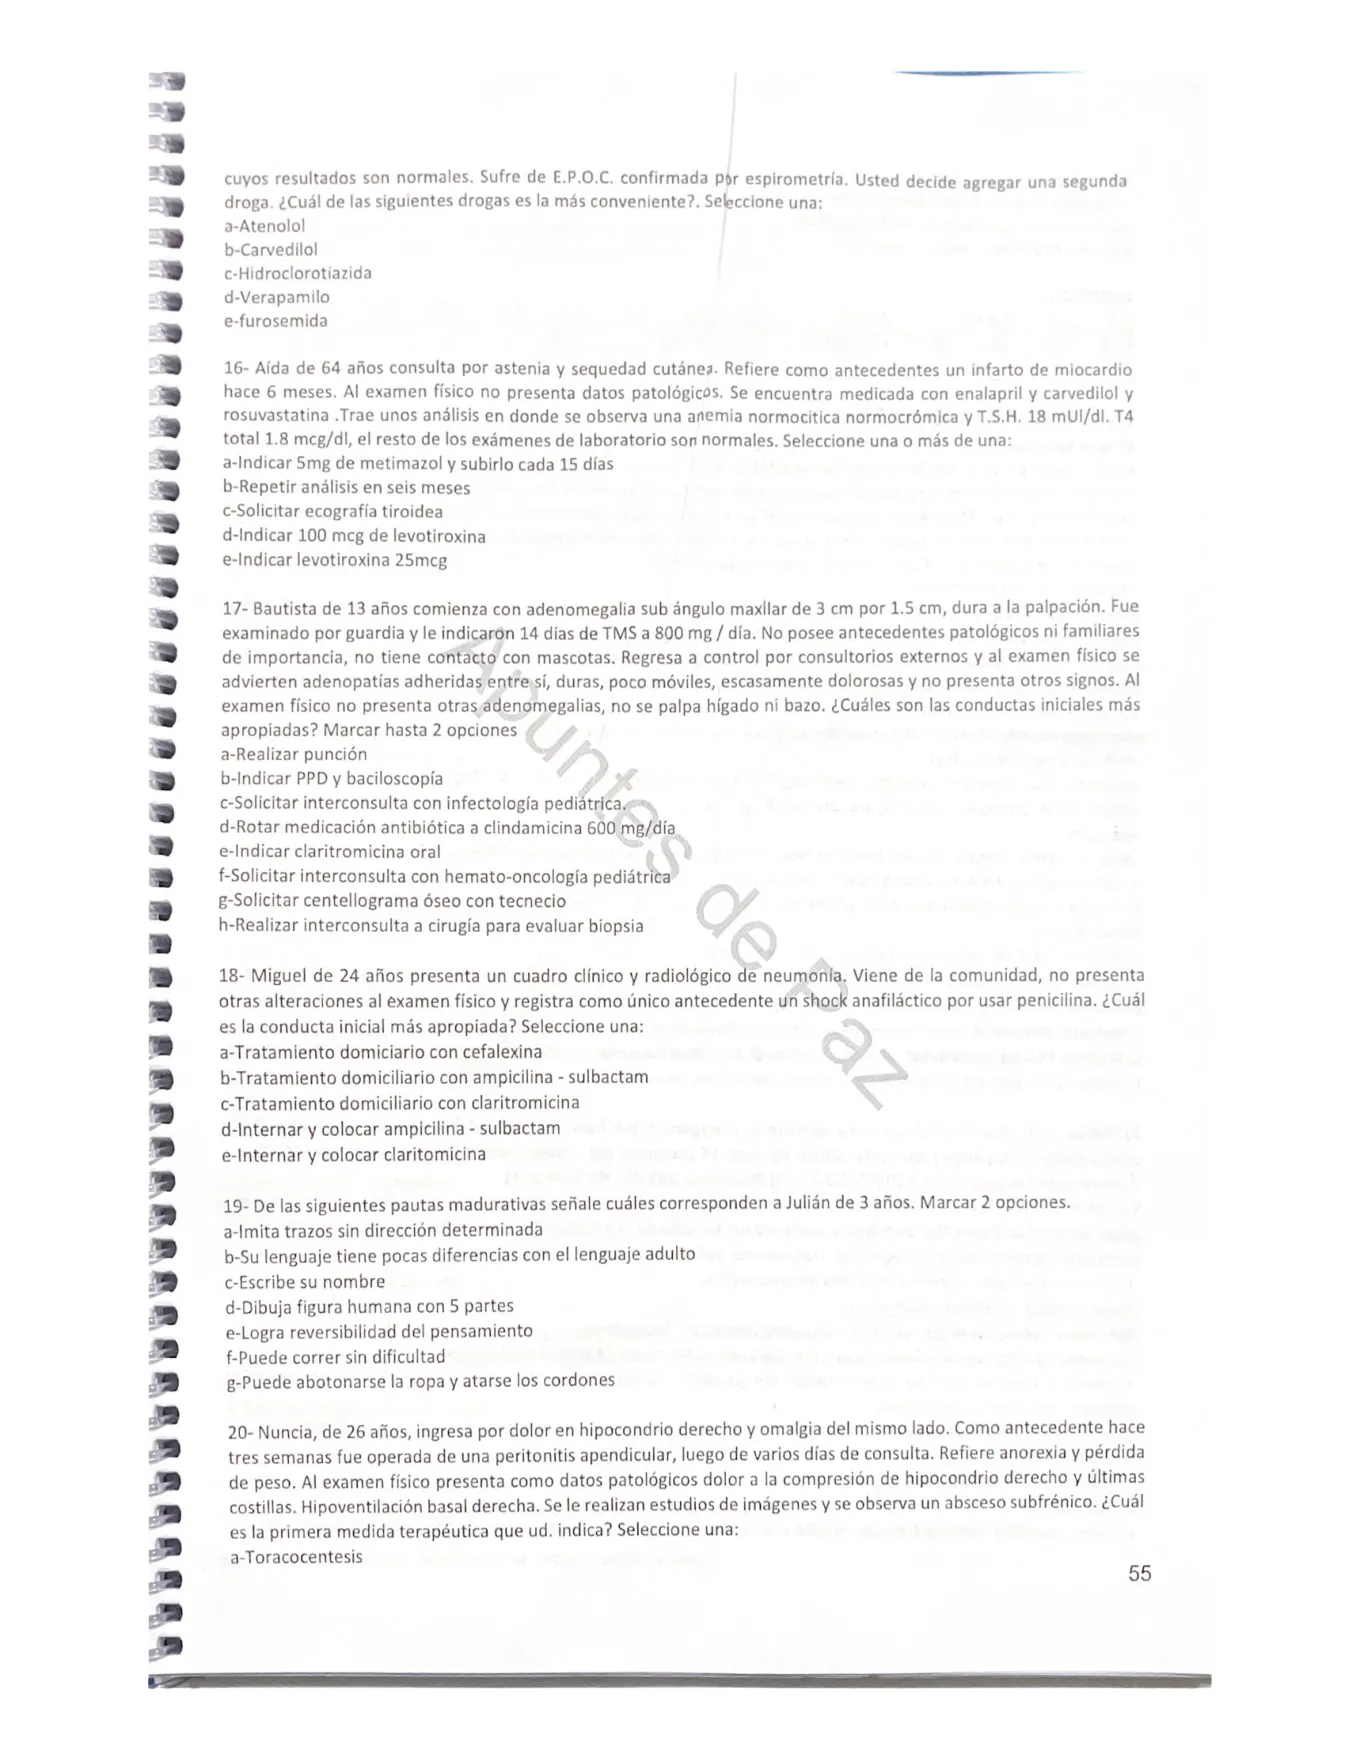 cuyos resultados son normales. Sufre de E.P.O.C. confirmada por espirometría. Usted decide agregar una segunda
droga. ¿Cuál de las siguientes drogas es la más conveniente?. Seleccione una:
a-Atenolol
b-Carvedilol
c-Hidroclorotiazida
d-Verapamilo
e-furosemida
16- Aída de 64 años consulta por astenia y sequedad cutánea. Refiere como antecedentes un infarto de miocardio
hace 6 meses. Al examen físico no presenta datos patológicos. Se encuentra medicada con enalapril y carvedilol y
rosuvastatina .Trae unos análisis en donde se observa una anemia normocitica normocrómica y T.S.H. 18 mUI/dl. T4
total 1.8 mcg/dl, el resto de los exámenes de laboratorio son normales. Seleccione una o más de una:
a-Indicar 5mg de metimazol y subirlo cada 15 días
b-Repetir análisis en seis meses
c-Solicitar ecografía tiroidea
d-Indicar 100 mcg de levotiroxina
e-Indicar levotiroxina 25mcg
17- Bautista de 13 años comienza con adenomegalia sub ángulo maxilar de 3 cm por 1.5 cm, dura a la palpación. Fue
examinado por guardia y le indicaron 14 días de TMS a 800 mg / día. No posee antecedentes patológicos ni familiares
de importancia, no tiene contacto con mascotas. Regresa a control por consultorios externos y al examen físico se
advierten adenopatías adheridas entre sí, duras, poco móviles, escasamente dolorosas y no presenta otros signos. Al
examen físico no presenta otras adenomegalias, no se palpa hígado ni bazo. ¿Cuáles son las conductas iniciales más
apropiadas? Marcar hasta 2 opciones
a-Realizar punción
b-Indicar PPD y baciloscopía
c-Solicitar interconsulta con infectología pediátrica.
d-Rotar medicación antibiótica a clindamicina 600 mg/día
e-Indicar claritromicina oral
f-Solicitar interconsulta con hemato-oncología pediátrica
g-Solicitar centellograma óseo con tecnecio
h-Realizar interconsulta a cirugía para evaluar biopsia
18- Miguel de 24 años presenta un cuadro clínico y radiológico de neumonía. Viene de la comunidad, no presenta
otras alteraciones al examen físico y registra como único antecedente un shock anafiláctico por usar penicilina. ¿Cuál
es la conducta inicial más apropiada? Seleccione una:
a-Tratamiento domiciario con cefalexina
b-Tratamiento domiciliario con ampicilina - sulbactam
c-Tratamiento domiciliario con claritromicina
d-Internar y colocar ampicilina - sulbactam
e-Internar y colocar claritomicina
19- De las siguientes pautas madurativas señale cuáles corresponden a Julián de 3 años. Marcar 2 opciones.
a-Imita trazos sin dirección determinada
b-Su lenguaje tiene pocas diferencias con el lenguaje adulto
c-Escribe su nombre
d-Dibuja figura humana con 5 partes
e-Logra reversibilidad del pensamiento
f-Puede correr sin dificultad
g-Puede abotonarse la ropa y atarse los cordones
20- Nuncia, de 26 años, ingresa por dolor en hipocondrio derecho y omalgia del mismo lado. Como antecedente hace
tres semanas fue operada de una peritonitis apendicular, luego de varios días de consulta. Refiere anorexia y pérdida
de peso. Al examen físico presenta como datos patológicos dolor a la compresión de hipocondrio derecho y últimas
costillas. Hipoventilación basal derecha. Se le realizan estudios de imágenes y se observa un absceso subfrénico. ¿Cuál
es la primera medida terapéutica que ud. indica? Seleccione una:
a-Toracocentesis
55
Apuntes de Paz